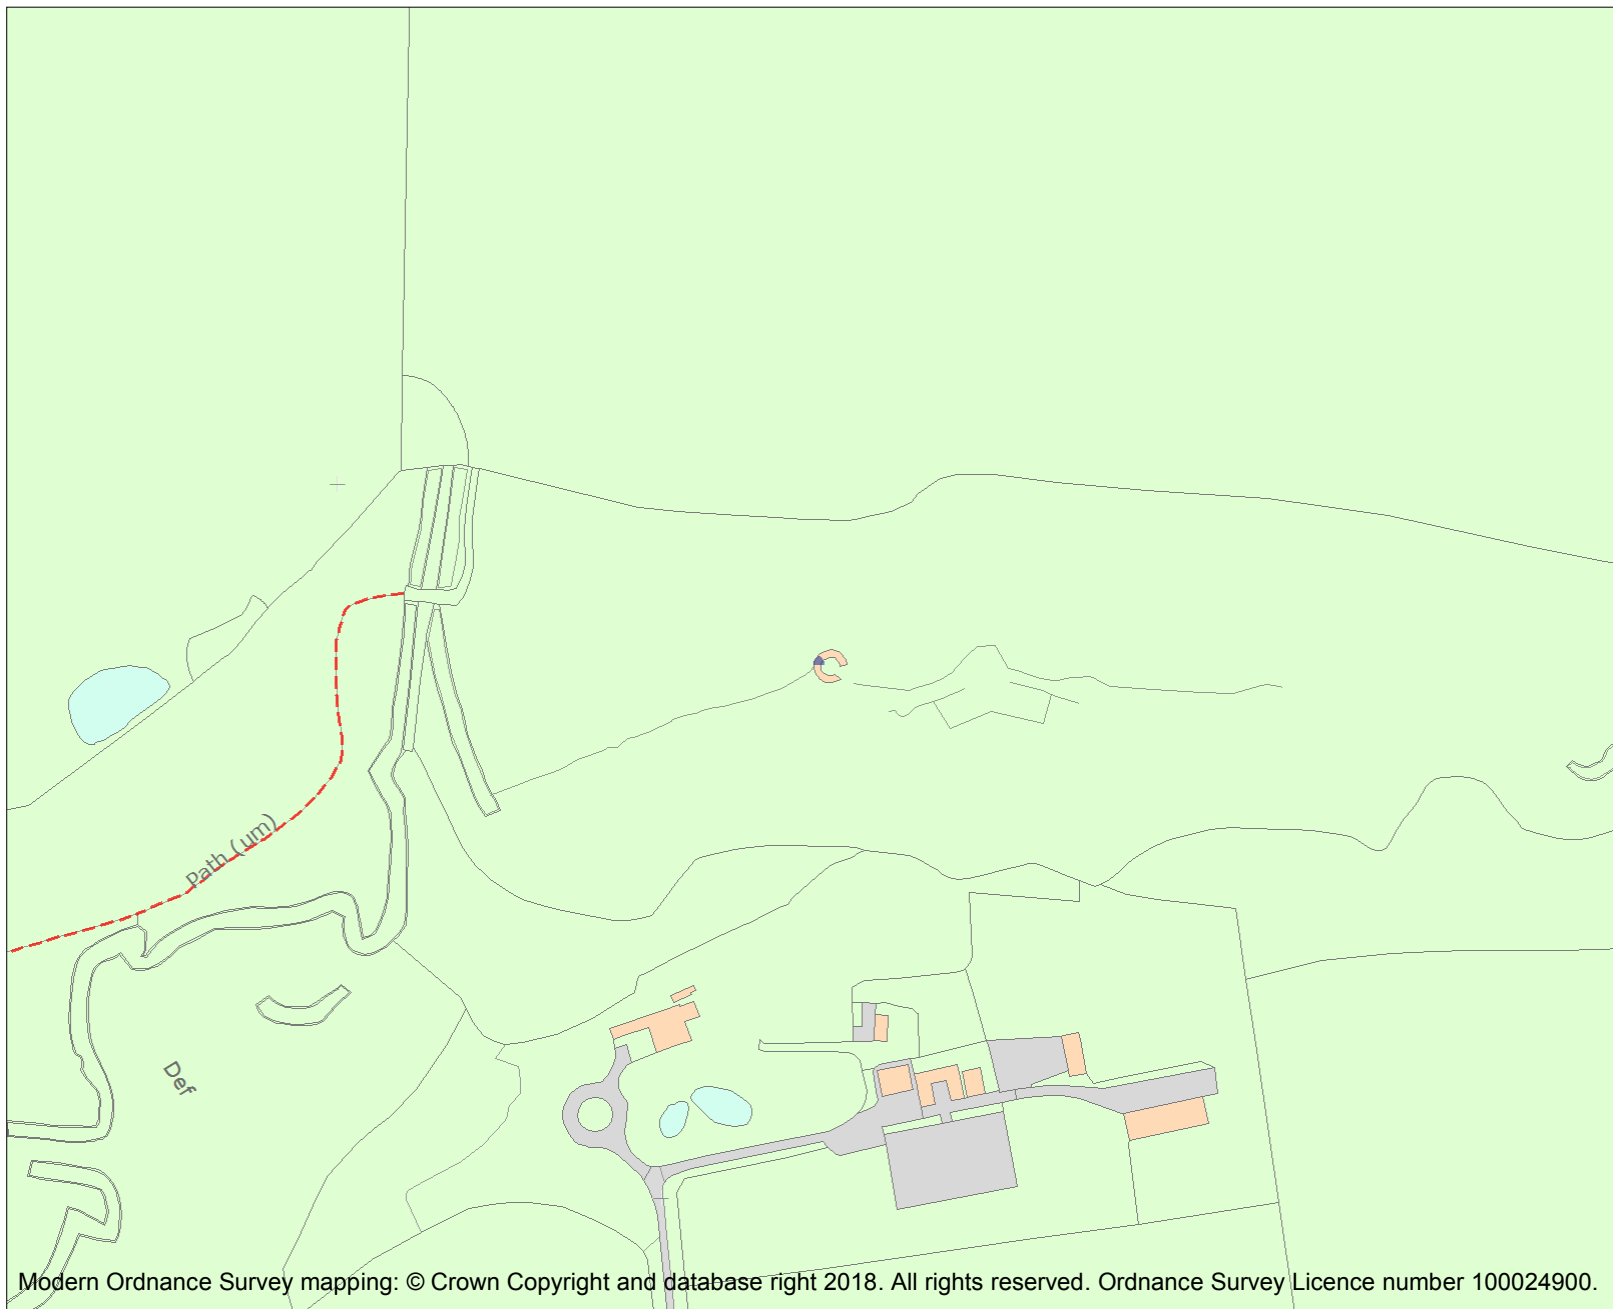 Path (um)
Def
Modern Ordnance Survey mapping: © Crown Copyright and database right 2018. All rights reserved. Ordnance Survey Licence number 100024900.